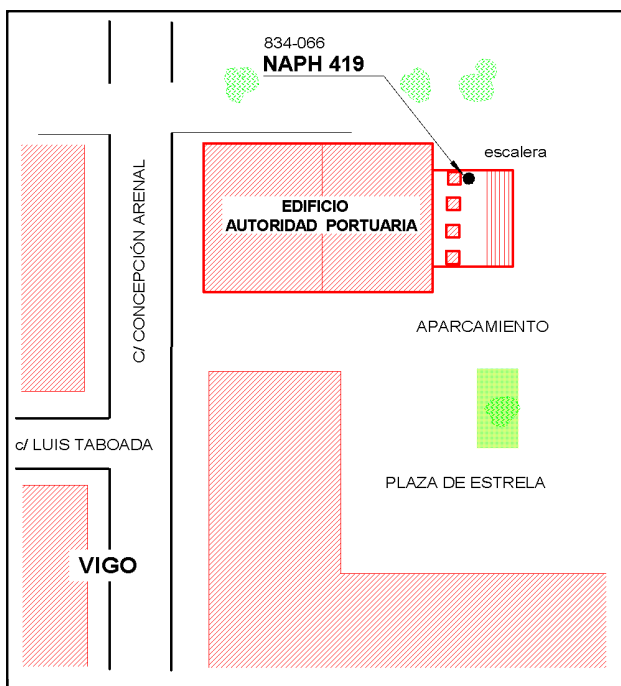 834-066
NAPH 419
escalera
EDIFICIO
AUTORIDAD PORTUARIA
C/ CONCEPCIÓN ARENAL
APARCAMIENTO
c/ LUIS TABOADA
PLAZA DE ESTRELA
VIGO